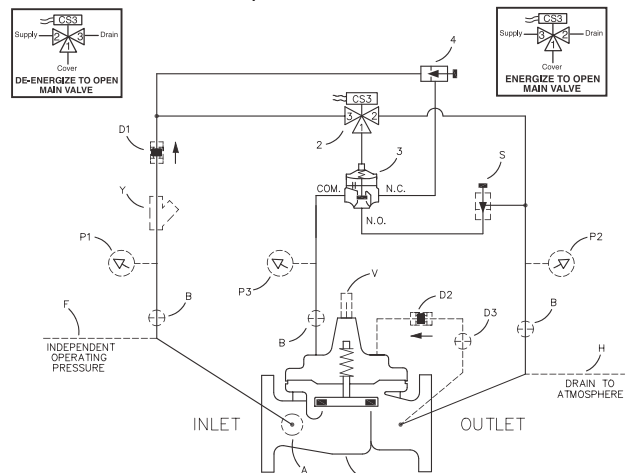 CS3
Supply 2 3 Drain
1
Cover
DE-ENERGIZE TO OPEN
MAIN VALVE
CS3
Supply 2 3 Drain
1
Cover
ENERGIZE TO OPEN
MAIN VALVE
4
CS3
3 2
1
2
D1
3
S
COM.
N.C.
N.O.
Y
P1
P3
V
P2
D2
D3
B
B
B
F
INDEPENDENT
OPERATING
PRESSURE
H
DRAIN TO
ATMOSPHERE
INLET
OUTLET
A